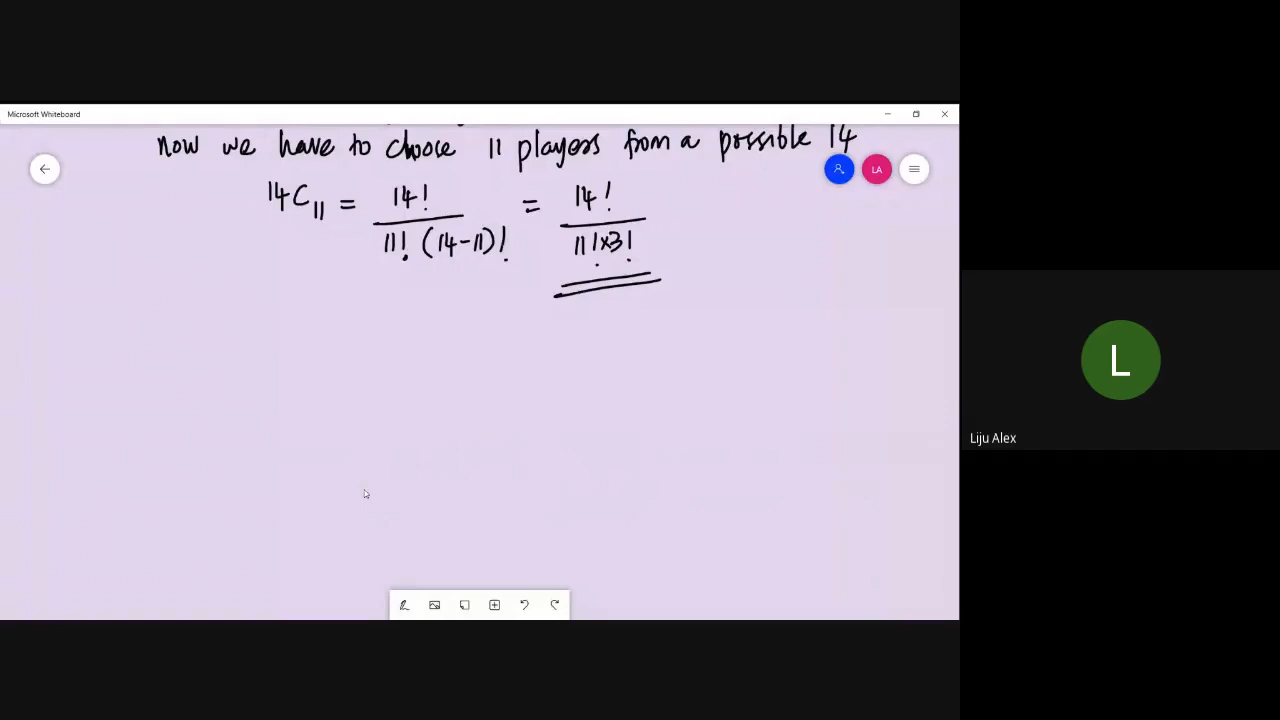 Microsoft Whiteboard
now we have to choose 11 players from a possible 14
LA
14C11 = 14! / 11! (14-11)! = 14! / 11!×3!
L
Liju Alex